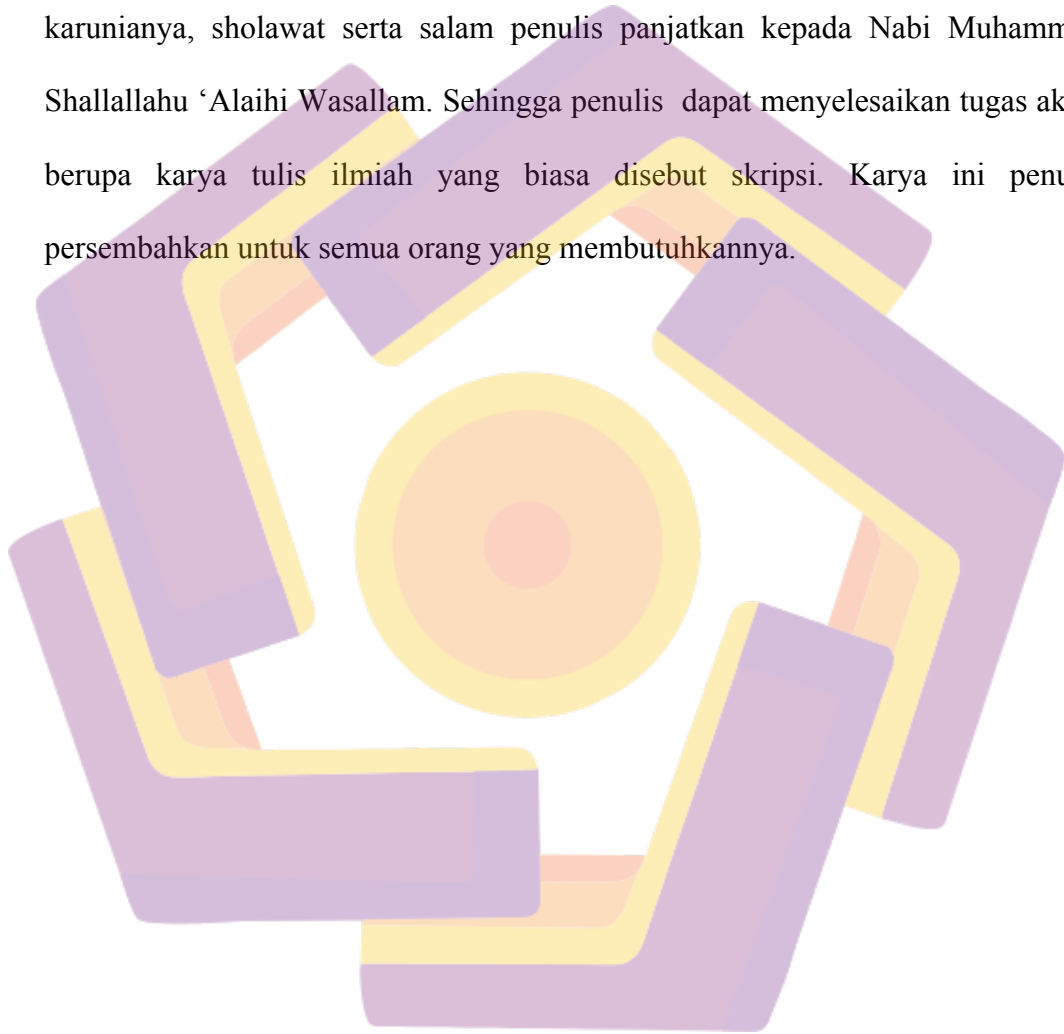 karunianya, sholawat serta salam penulis panjatkan kepada Nabi Muhamm
Shallallahu ‘Alaihi Wasallam. Sehingga penulis dapat menyelesaikan tugas ak
berupa karya tulis ilmiah yang biasa disebut skripsi. Karya ini penu
persembahkan untuk semua orang yang membutuhkannya.